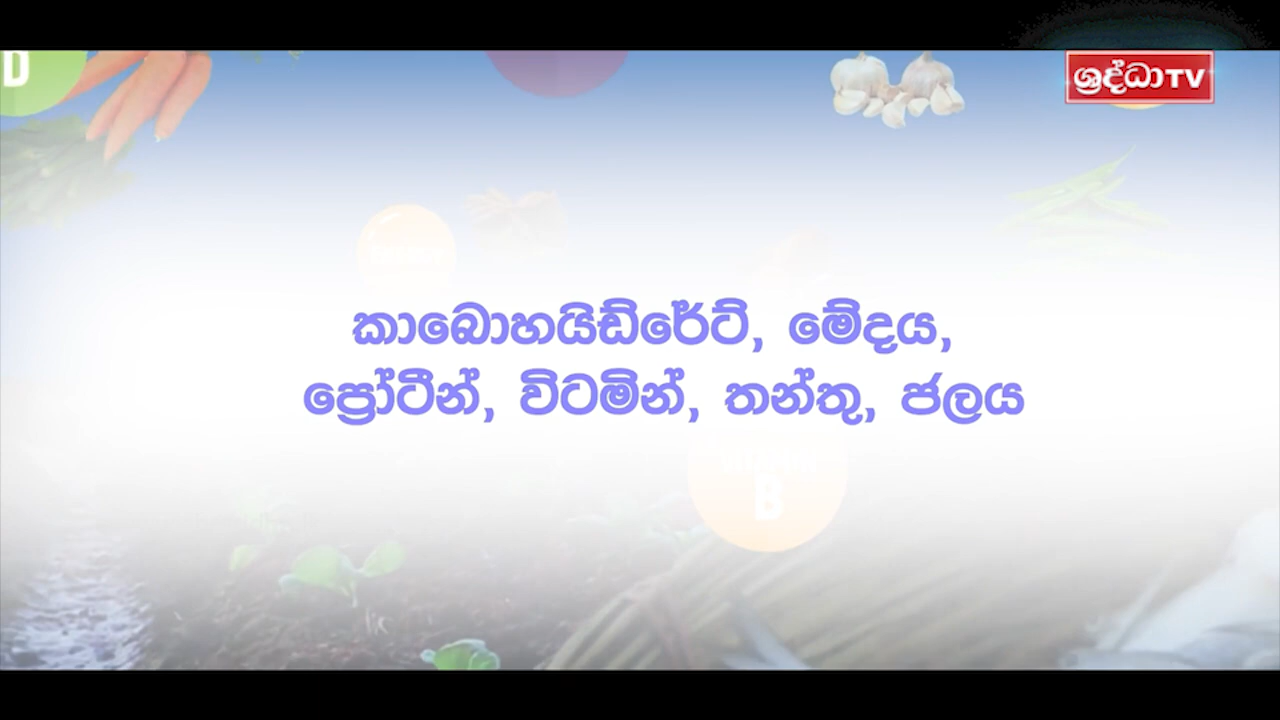 D
ශ්‍රද්ධාTV
කාබොහයිඩ්රේට්, මේදය,
ප්‍රෝටීන්, විටමින්, තන්තු, ජලය
B